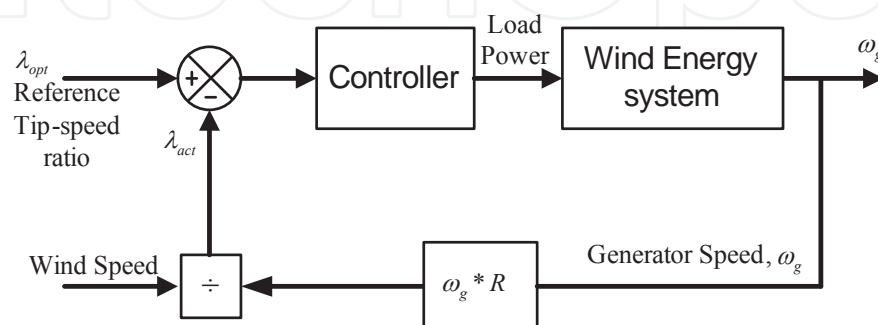 λopt
Reference
Tip-speed
ratio
+
−
λact
Controller
Load
Power
Wind Energy
system
ωg
Wind Speed
÷
ωg * R
Generator Speed, ωg